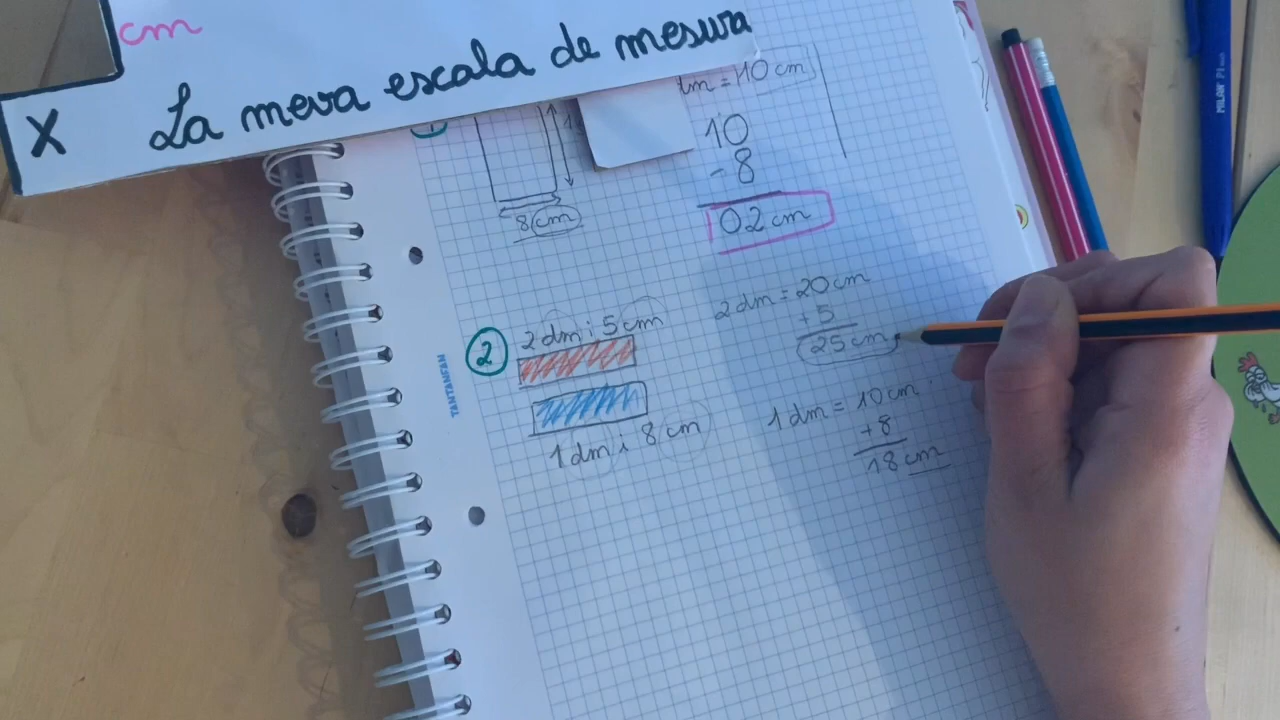 cm
X La meva escala de mesura
dm = 10 cm
10
- 8
02 cm
8 cm
2 2 dm i 5 cm
1 dm i 8 cm
2 dm = 20 cm
+ 5
25 cm
1 dm = 10 cm
+ 8
18 cm
MILAN P1